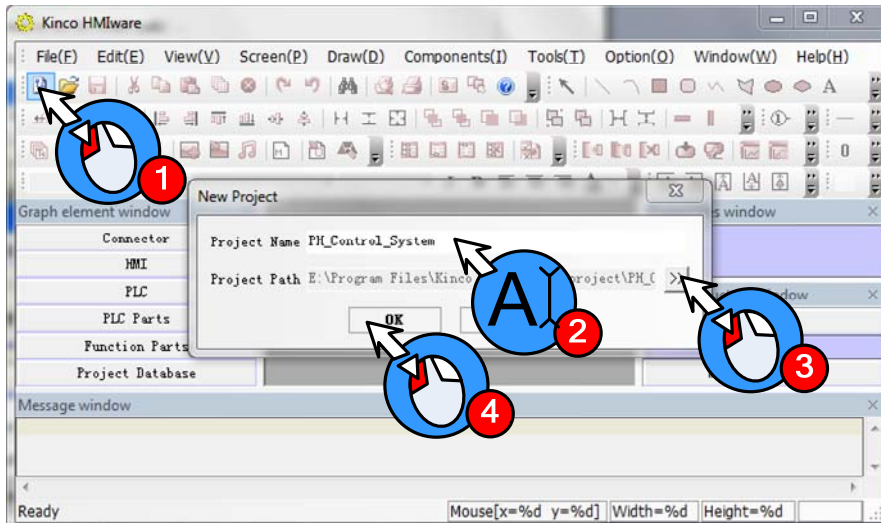 Kinco HMIware
File(F) Edit(E) View(V) Screen(P) Draw(D) Components(I) Tools(T) Option(O) Window(W) Help(H)
A
1
New Project
Graph element window
s window
Connector
Project Name PH_Control_System
HMI
Project Path E:\Program Files\Kinco project\PH_C >>
PLC
A
PLC Parts
OK
2
Function Parts
3
Project Database
4
Message window
Ready Mouse[x=%d y=%d] Width=%d Height=%d